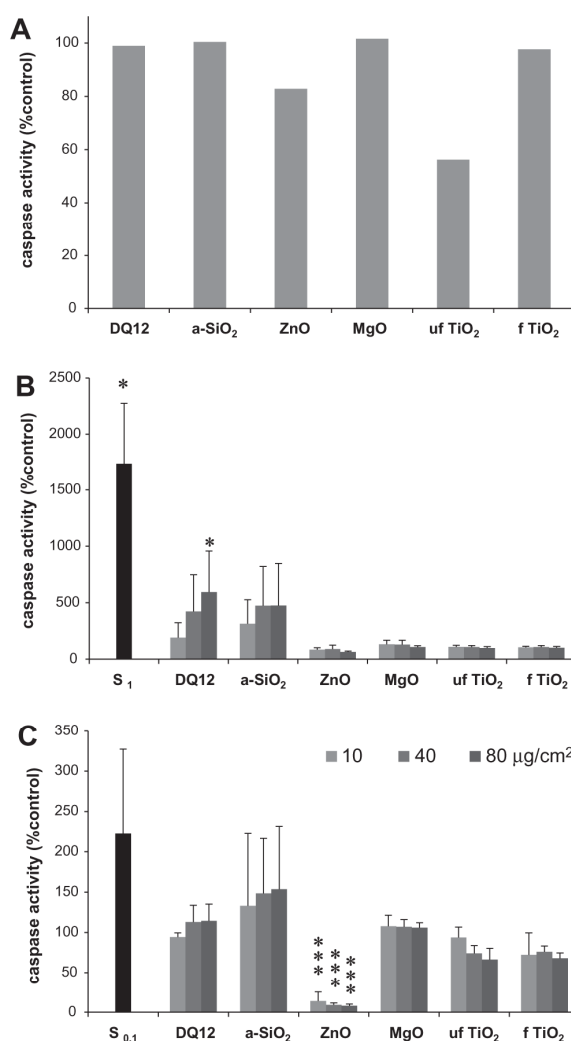 A
caspase activity (%control)
100
80
60
40
20
0
DQ12 a-SiO₂ ZnO MgO uf TiO₂ f TiO₂
B
caspase activity (%control)
2500
2000
1500
1000
500
0
*
*
S 1 DQ12 a-SiO₂ ZnO MgO uf TiO₂ f TiO₂
C
caspase activity (%control)
350
300
250
200
150
100
50
0
10 40 80 µg/cm²
*** *** ***
S 0.1 DQ12 a-SiO₂ ZnO MgO uf TiO₂ f TiO₂